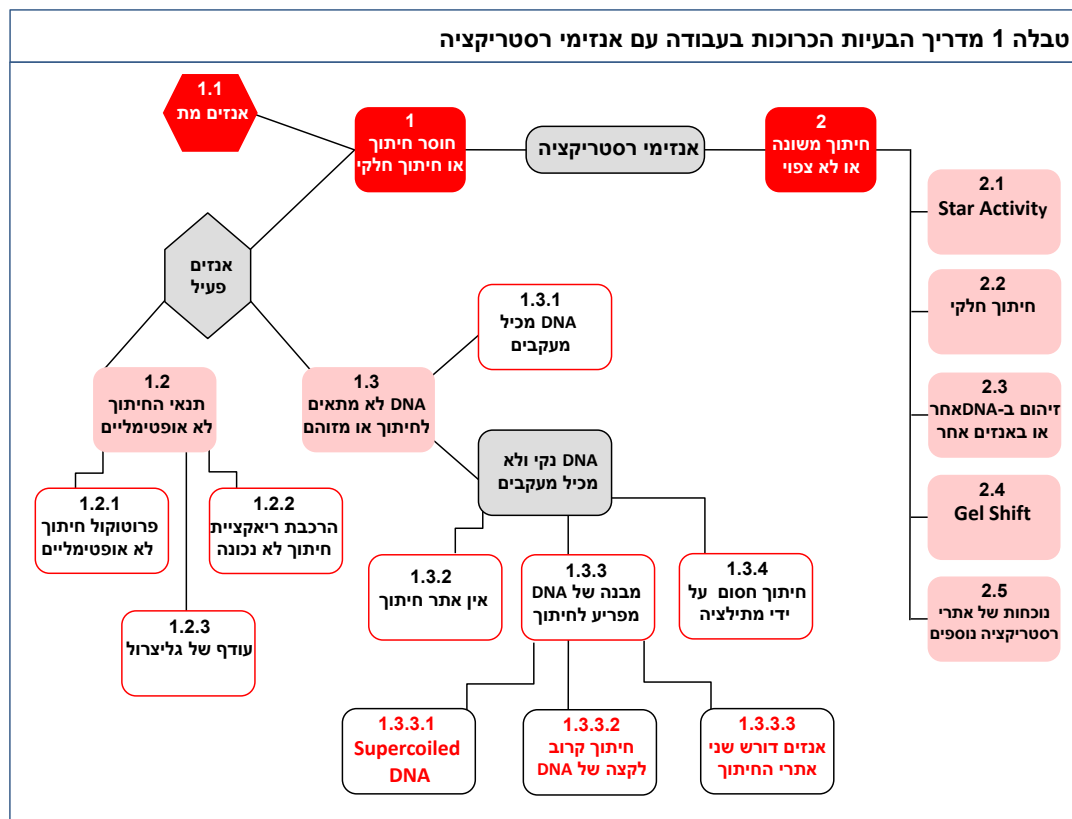 טבלה 1 מדריך הבעיות הכרוכות בעבודה עם אנזימי רסטריקציה
1.1
אנזים מת
1
חוסר חיתוך
או חיתוך חלקי
אנזימי רסטריקציה
2
חיתוך משונה
או לא צפוי
2.1
Star Activity
2.2
חיתוך חלקי
2.3
זיהום ב-DNAאחר
או באנזים אחר
2.4
Gel Shift
2.5
נוכחות של אתרי
רסטריקציה נוספים
אנזים
פעיל
1.3.1
DNA מכיל
מעקבים
1.2
תנאי החיתוך
לא אופטימליים
1.3
DNA לא מתאים
לחיתוך או מזוהם
DNA נקי ולא
מכיל מעקבים
1.2.1
פרוטוקול חיתוך
לא אופטימליים
1.2.2
הרכבת ריאקציית
חיתוך לא נכונה
1.2.3
עודף של גליצרול
1.3.2
אין אתר חיתוך
1.3.3
מבנה של DNA
מפריע לחיתוך
1.3.4
חיתוך חסום על
ידי מתילציה
1.3.3.1
Supercoiled
DNA
1.3.3.2
חיתוך קרוב
לקצה של DNA
1.3.3.3
אנזים דורש שני
אתרי החיתוך